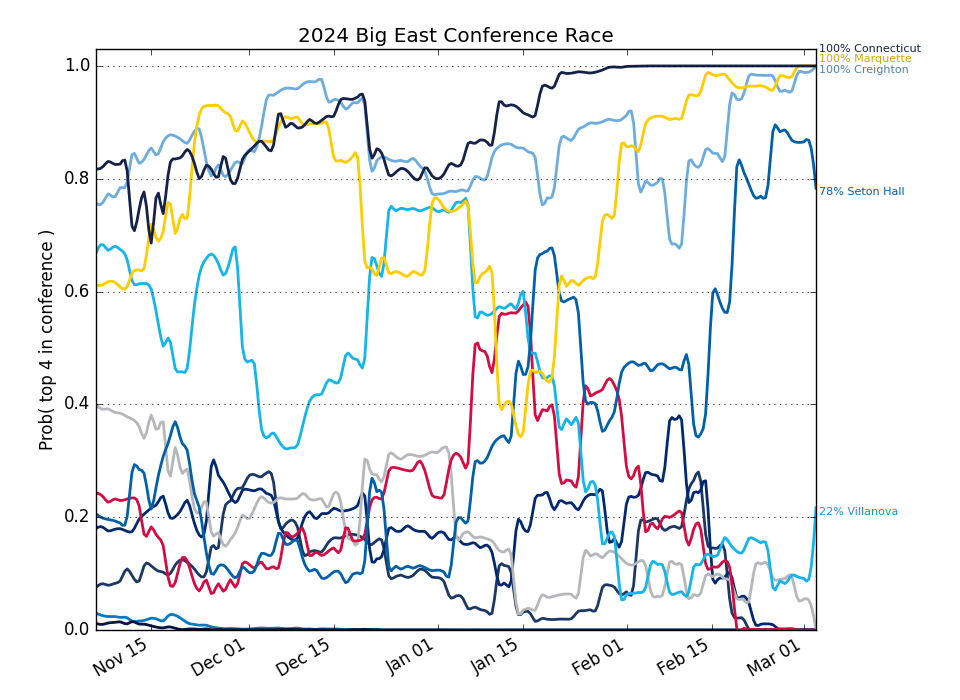 2024 Big East Conference Race
100% Connecticut
100% Marquette
100% Creighton
78% Seton Hall
22% Villanova
Prob( top 4 in conference )
1.0
0.8
0.6
0.4
0.2
0.0
Nov 15
Dec 01
Dec 15
Jan 01
Jan 15
Feb 01
Feb 15
Mar 01